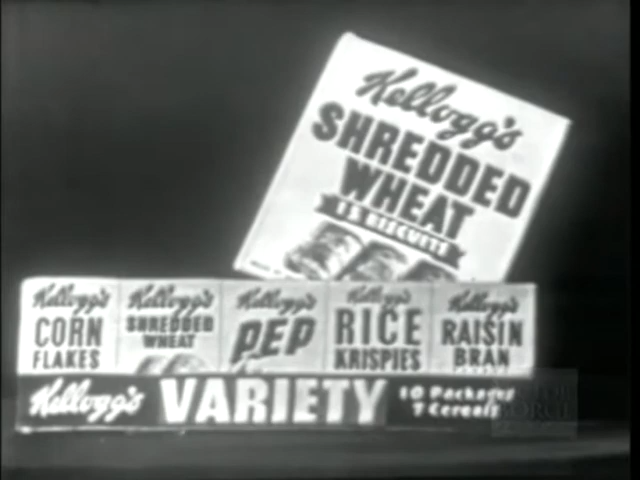 Kellogg's
SHREDDED
WHEAT
15 BISCUITS
Kellogg's
CORN
FLAKES
Kellogg's
SHREDDED
WHEAT
Kellogg's
PEP
Kellogg's
RICE
KRISPIES
Kellogg's
RAISIN
BRAN
Kellogg's VARIETY
10 Packages
7 Cereals